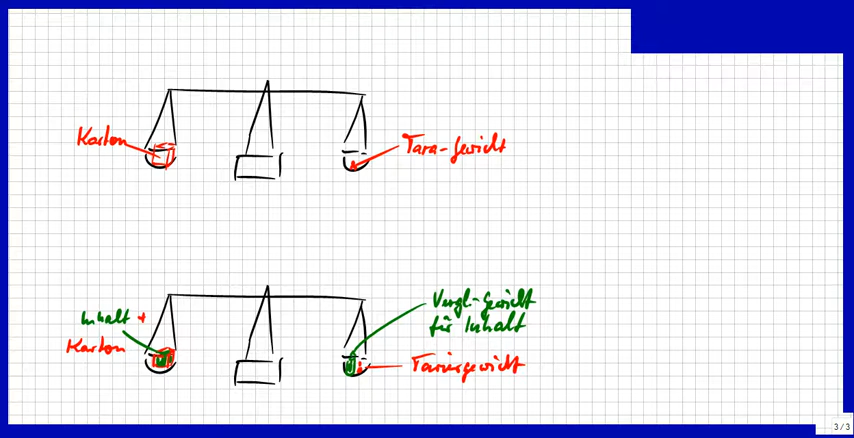 Karton
Tara-Gewicht
Inhalt +
Karton
Vergl-Gewicht
für Inhalt
Tariergewicht
3/3